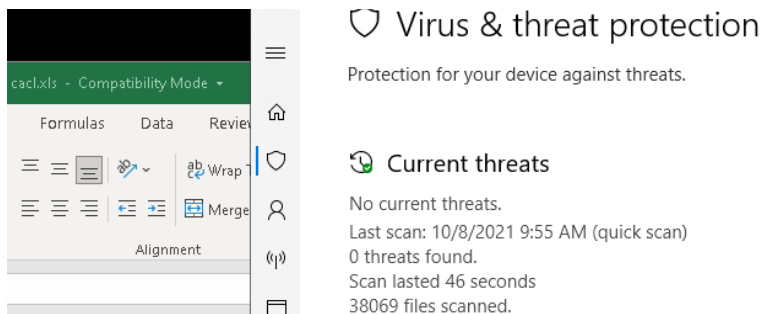 cacl.xls - Compatibility Mode
Formulas Data Review
ab Wrap T
Merge
Alignment
Virus & threat protection
Protection for your device against threats.
Current threats
No current threats.
Last scan: 10/8/2021 9:55 AM (quick scan)
0 threats found.
Scan lasted 46 seconds
38069 files scanned.